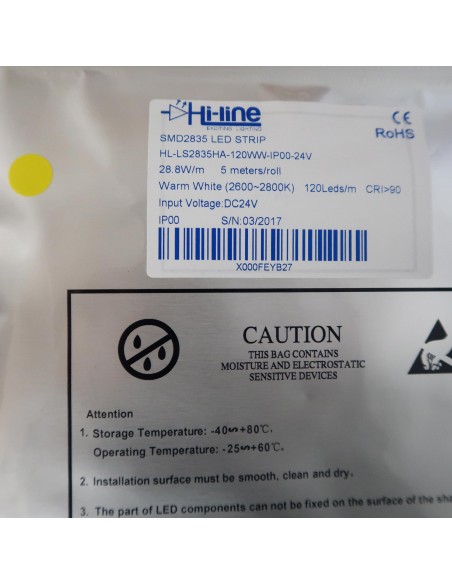 Hi-line
EXCITING LIGHTING
CE
RoHS
SMD2835 LED STRIP
HL-LS2835HA-120WW-IP00-24V
28.8W/m 5 meters/roll
Warm White (2600~2800K) 120Leds/m CRI>90
Input Voltage:DC24V
IP00 S/N:03/2017
X000FEYB27
CAUTION
THIS BAG CONTAINS
MOISTURE AND ELECTROSTATIC
SENSITIVE DEVICES
Attention
1. Storage Temperature: -40∽+80℃.
Operating Temperature: -25∽+60℃.
2. Installation surface must be smooth, clean and dry.
3. The part of LED components can not be fixed on the surface of the sha